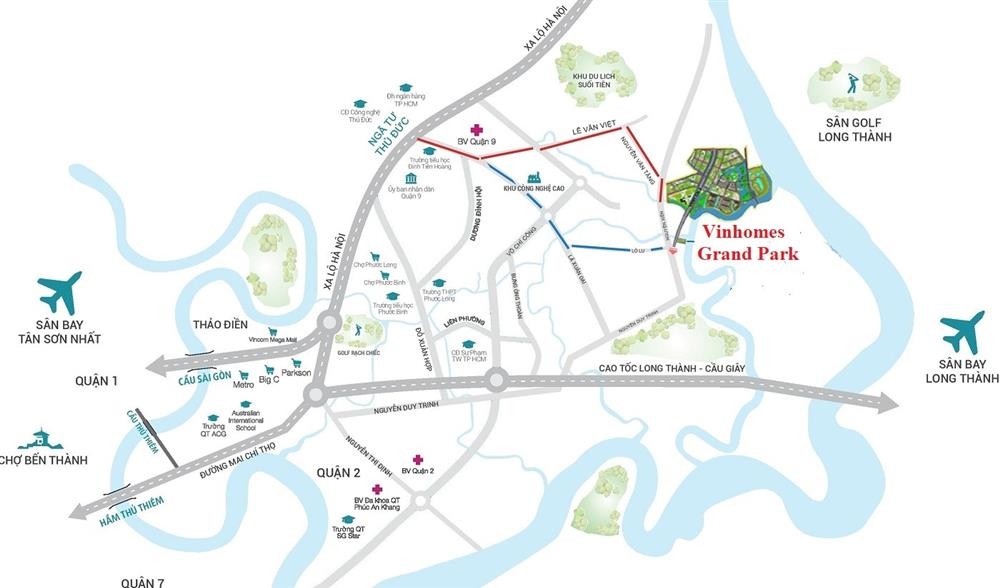 XA LỘ HÀ NỘI
KHU DU LỊCH
SUỐI TIÊN
SÂN GOLF
LONG THÀNH
Đh ngân hàng
TP HCM
CĐ Công nghệ
Thủ Đức
NGÃ TƯ
THỦ ĐỨC
BV Quận 9
LÊ VĂN VIỆT
NGUYỄN VĂN TĂNG
Trường tiểu học
Đinh Tiên Hoàng
Ủy ban nhân dân
Quận 9
KHU CÔNG NGHỆ CAO
DƯƠNG ĐÌNH HỘI
VÕ CHÍ CÔNG
Vinhomes
Grand Park
LÒ LU
LÃ XUÂN OAI
XA LỘ HÀ NỘI
Chợ Phước Long
Chợ Phước Bình
Trường tiểu học
Phước Bình
Trường THPT
Phước Long
BƯNG ÔNG THOÀN
NGUYỄN DUY TRINH
SÂN BAY
TÂN SƠN NHẤT
THẢO ĐIỀN
Vincom Mega Mall
GOLF RẠCH CHIẾC
LIÊN PHƯỜNG
ĐỖ XUÂN HỢP
CĐ Sư Phạm
TW TP HCM
CAO TỐC LONG THÀNH - CẦU GIÂY
SÂN BAY
LONG THÀNH
QUẬN 1
CẦU SÀI GÒN
Metro
Big C
Parkson
NGUYỄN DUY TRINH
CẦU THỦ THIÊM
Trường
QT ACG
Australian
International
School
CHỢ BẾN THÀNH
ĐƯỜNG MAI CHÍ THỌ
NGUYỄN THỊ ĐỊNH
QUẬN 2
BV Quận 2
BV Đa khoa QT
Phúc An Khang
HẦM THỦ THIÊM
Trường QT
SG Star
QUẬN 7